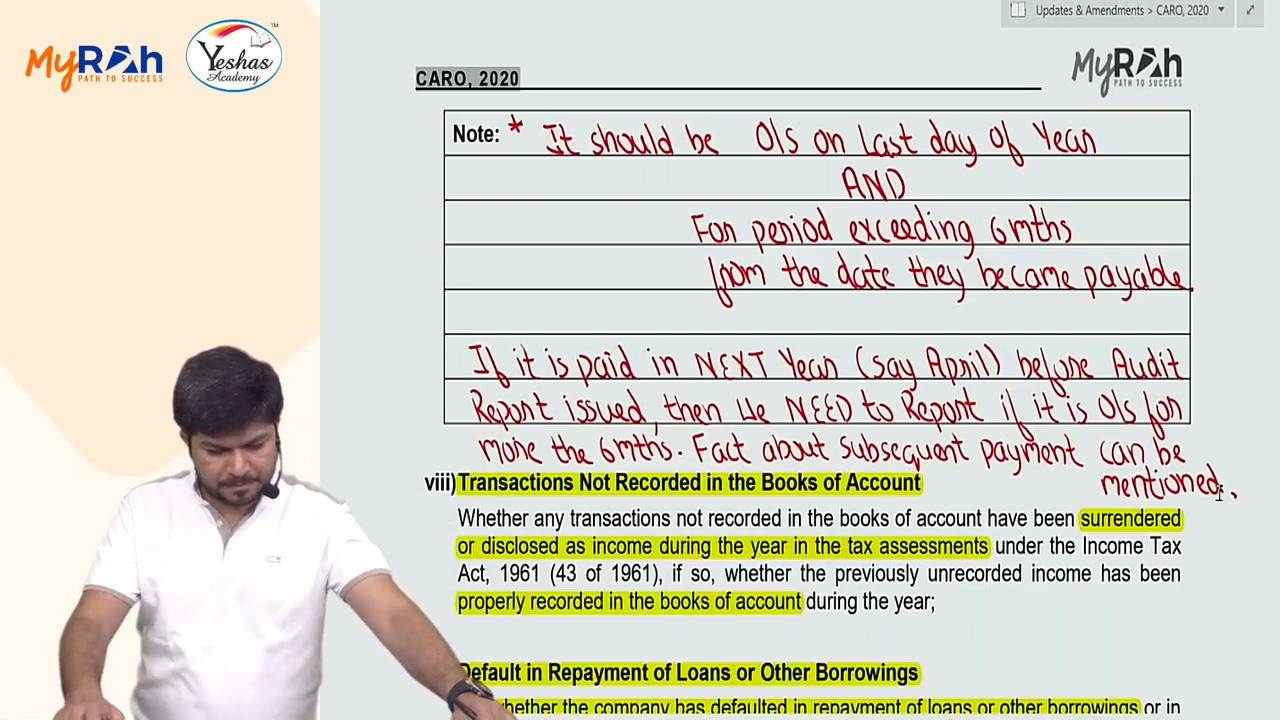 Updates & Amendments > CARO, 2020
MyRAh
PATH TO SUCCESS
Yeshas
Academy
TM
CARO, 2020
MyRAh
PATH TO SUCCESS
Note: * It should be O/s on Last day of Year
AND
For period exceeding 6 mths
from the date they became payable.
If it is paid in NEXT Year (say April) before Audit
Report issued, then We NEED to Report if it is O/s for
more the 6 mths. Fact about subsequent payment can be
mentioned.
viii) Transactions Not Recorded in the Books of Account
Whether any transactions not recorded in the books of account have been surrendered
or disclosed as income during the year in the tax assessments under the Income Tax
Act, 1961 (43 of 1961), if so, whether the previously unrecorded income has been
properly recorded in the books of account during the year;
Default in Repayment of Loans or Other Borrowings
whether the company has defaulted in repayment of loans or other borrowings or in